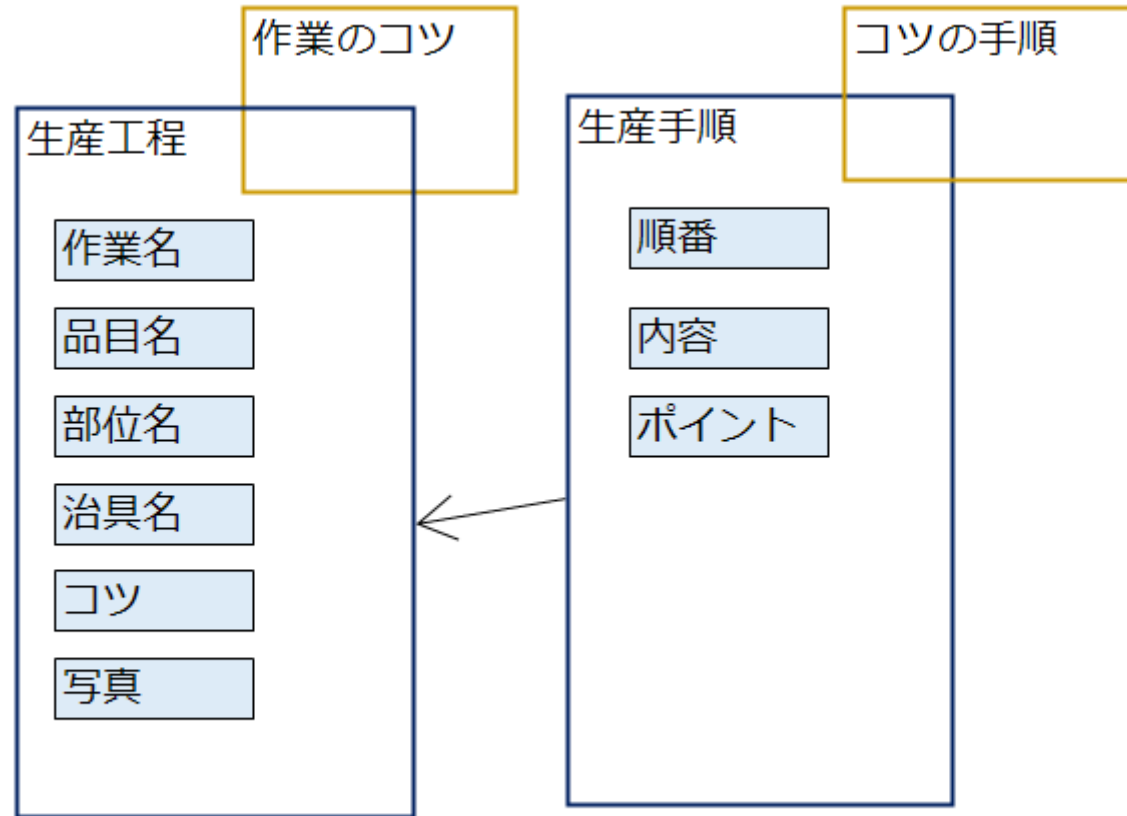 作業のコツ
生産工程
作業名
品目名
部位名
治具名
コツ
写真
コツの手順
生産手順
順番
内容
ポイント